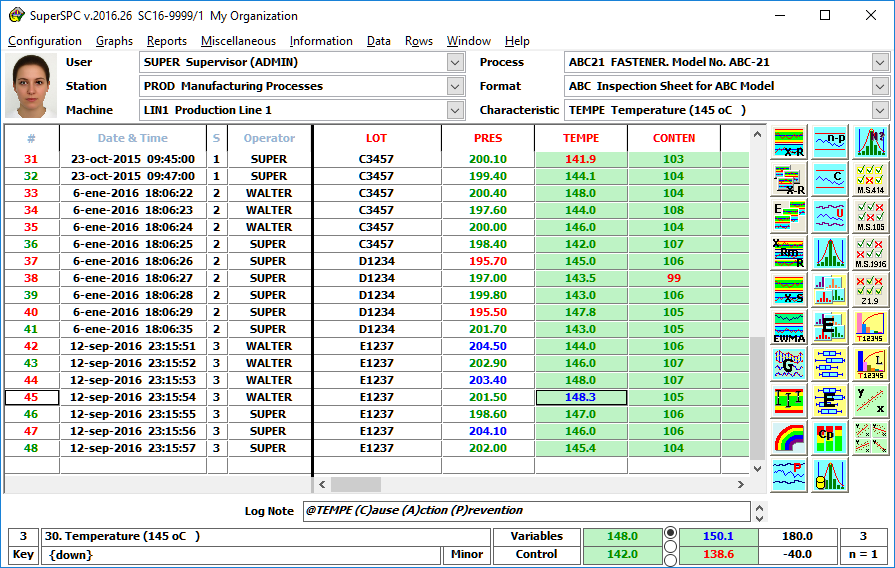 SuperSPC v.2016.26 SC16-9999/1 My Organization
Configuration Graphs Reports Miscellaneous Information Data Rows Window Help
User SUPER Supervisor (ADMIN) Process ABC21 FASTENER. Model No. ABC-21
Station PROD Manufacturing Processes Format ABC Inspection Sheet for ABC Model
Machine LIN1 Production Line 1 Characteristic TEMPE Temperature (145 oC )
# Date & Time S Operator LOT PRES TEMPE CONTEN
31 23-oct-2015 09:45:00 1 SUPER C3457 200.10 141.9 103
32 23-oct-2015 09:47:00 1 SUPER C3457 199.40 144.1 104
33 6-ene-2016 18:06:22 2 WALTER C3457 200.40 148.0 104
34 6-ene-2016 18:06:23 2 WALTER C3457 197.60 144.0 108
35 6-ene-2016 18:06:24 2 WALTER C3457 200.00 146.0 104
36 6-ene-2016 18:06:25 2 SUPER C3457 198.40 142.0 107
37 6-ene-2016 18:06:26 2 SUPER D1234 195.70 145.0 106
38 6-ene-2016 18:06:27 2 SUPER D1234 197.00 143.5 99
39 6-ene-2016 18:06:28 2 SUPER D1234 199.80 143.0 106
40 6-ene-2016 18:06:29 2 SUPER D1234 195.50 147.8 105
41 6-ene-2016 18:06:35 2 SUPER D1234 201.70 143.0 105
42 12-sep-2016 23:15:51 3 WALTER E1237 204.50 144.0 106
43 12-sep-2016 23:15:52 3 WALTER E1237 202.90 146.0 107
44 12-sep-2016 23:15:53 3 WALTER E1237 203.40 148.0 107
45 12-sep-2016 23:15:54 3 WALTER E1237 201.50 148.3 105
46 12-sep-2016 23:15:55 3 SUPER E1237 198.60 147.0 106
47 12-sep-2016 23:15:56 3 SUPER E1237 204.10 146.0 106
48 12-sep-2016 23:15:57 3 SUPER E1237 202.00 145.4 104
X-R n-p N?
X-R C M.S.414
E U M.S.105
X Rm R M.S.1916
X-S Z1.9
EWMA E T12345
G L T12345
E y x
Cp
P
Log Note @TEMPE (C)ause (A)ction (P)revention
3 30. Temperature (145 oC ) Variables 148.0 150.1 180.0 3
Key {down} Minor Control 142.0 138.6 -40.0 n = 1